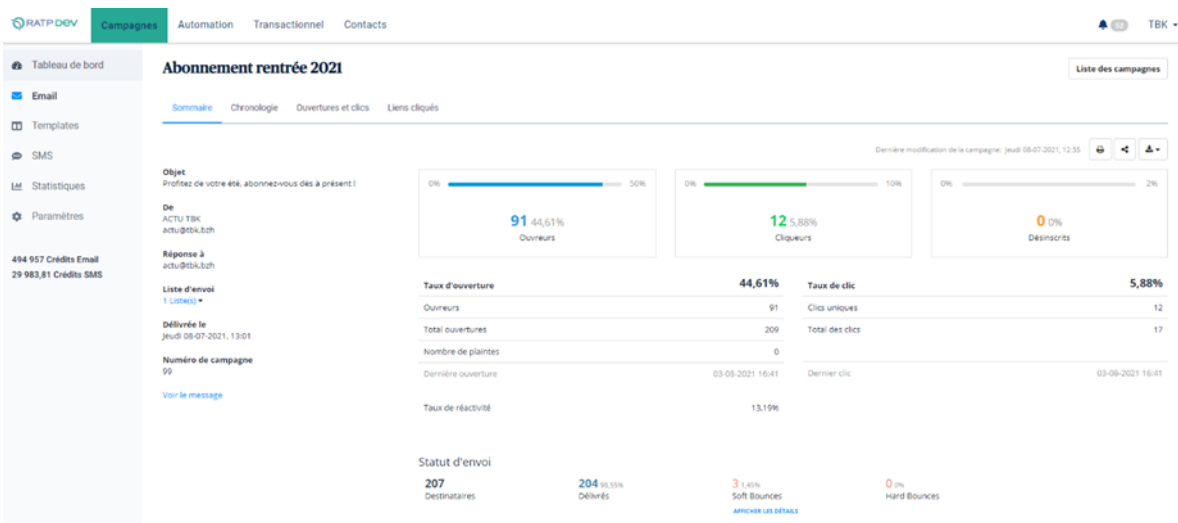 RATP DEV
Campagnes Automation Transactionnel Contacts
TBK
Tableau de bord
Email
Templates
SMS
Statistiques
Paramètres
494 957 Crédits Email
29 983,81 Crédits SMS
Abonnement rentrée 2021
Liste des campagnes
Sommaire Chronologie Ouvertures et clics Liens cliqués
Dernière modification de la campagne: Jeudi 08-07-2021, 12:35
Objet
Profitez de votre été, abonnez-vous dès à présent !
De
ACTU TBK
actu@tbk.bzh
Réponse à
actu@tbk.bzh
Liste d'envoi
1 Liste(s)
Délivrée le
Jeudi 08-07-2021, 13:01
Numéro de campagne
99
Voir le message
0% 50%
91 44,61%
Ouvreurs
0% 10%
12 5,88%
Cliqueurs
0% 2%
0 0%
Désinscrits
Taux d'ouverture 44,61%
Ouvreurs 91
Total ouvertures 209
Nombre de plaintes 0
Dernière ouverture 03-08-2021 16:41
Taux de réactivité 13,19%
Taux de clic 5,88%
Clics uniques 12
Total des clics 17
Dernier clic 03-08-2021 16:41
Statut d'envoi
207
Destinataires
204 98,55%
Délivrés
3 1,45%
Soft Bounces
AFFICHER LES DÉTAILS
0 0%
Hard Bounces